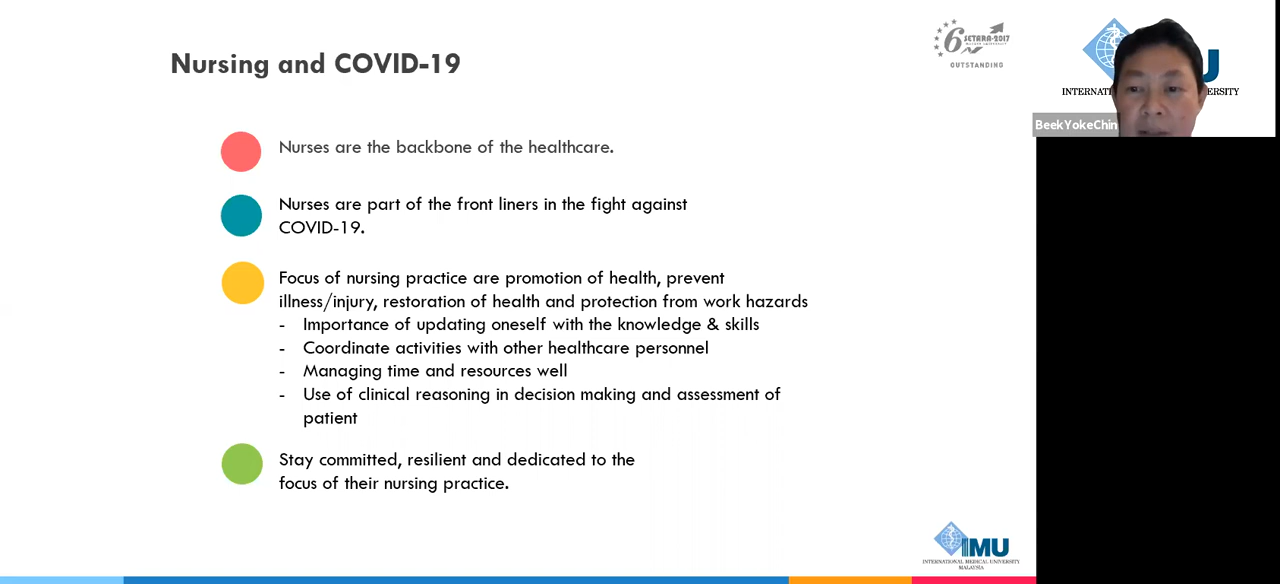 Nursing and COVID-19
SETARA-2017
OUTSTANDING
INTERNAT
ERSITY
BeekYokeChin
Nurses are the backbone of the healthcare.
Nurses are part of the front liners in the fight against
COVID-19.
Focus of nursing practice are promotion of health, prevent
illness/injury, restoration of health and protection from work hazards
- Importance of updating oneself with the knowledge & skills
- Coordinate activities with other healthcare personnel
- Managing time and resources well
- Use of clinical reasoning in decision making and assessment of
patient
Stay committed, resilient and dedicated to the
focus of their nursing practice.
IMU
INTERNATIONAL MEDICAL UNIVERSITY
MALAYSIA